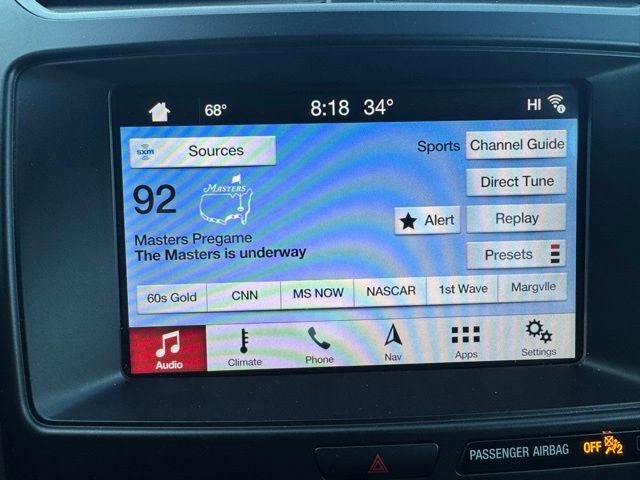 68° 8:18 34° HI
sxm Sources Sports Channel Guide
Direct Tune
92 MASTERS
Alert Replay
Masters Pregame
The Masters is underway
Presets
60s Gold CNN MS NOW NASCAR 1st Wave Margvlle
Audio Climate Phone Nav Apps Settings
PASSENGER AIRBAG OFF 2